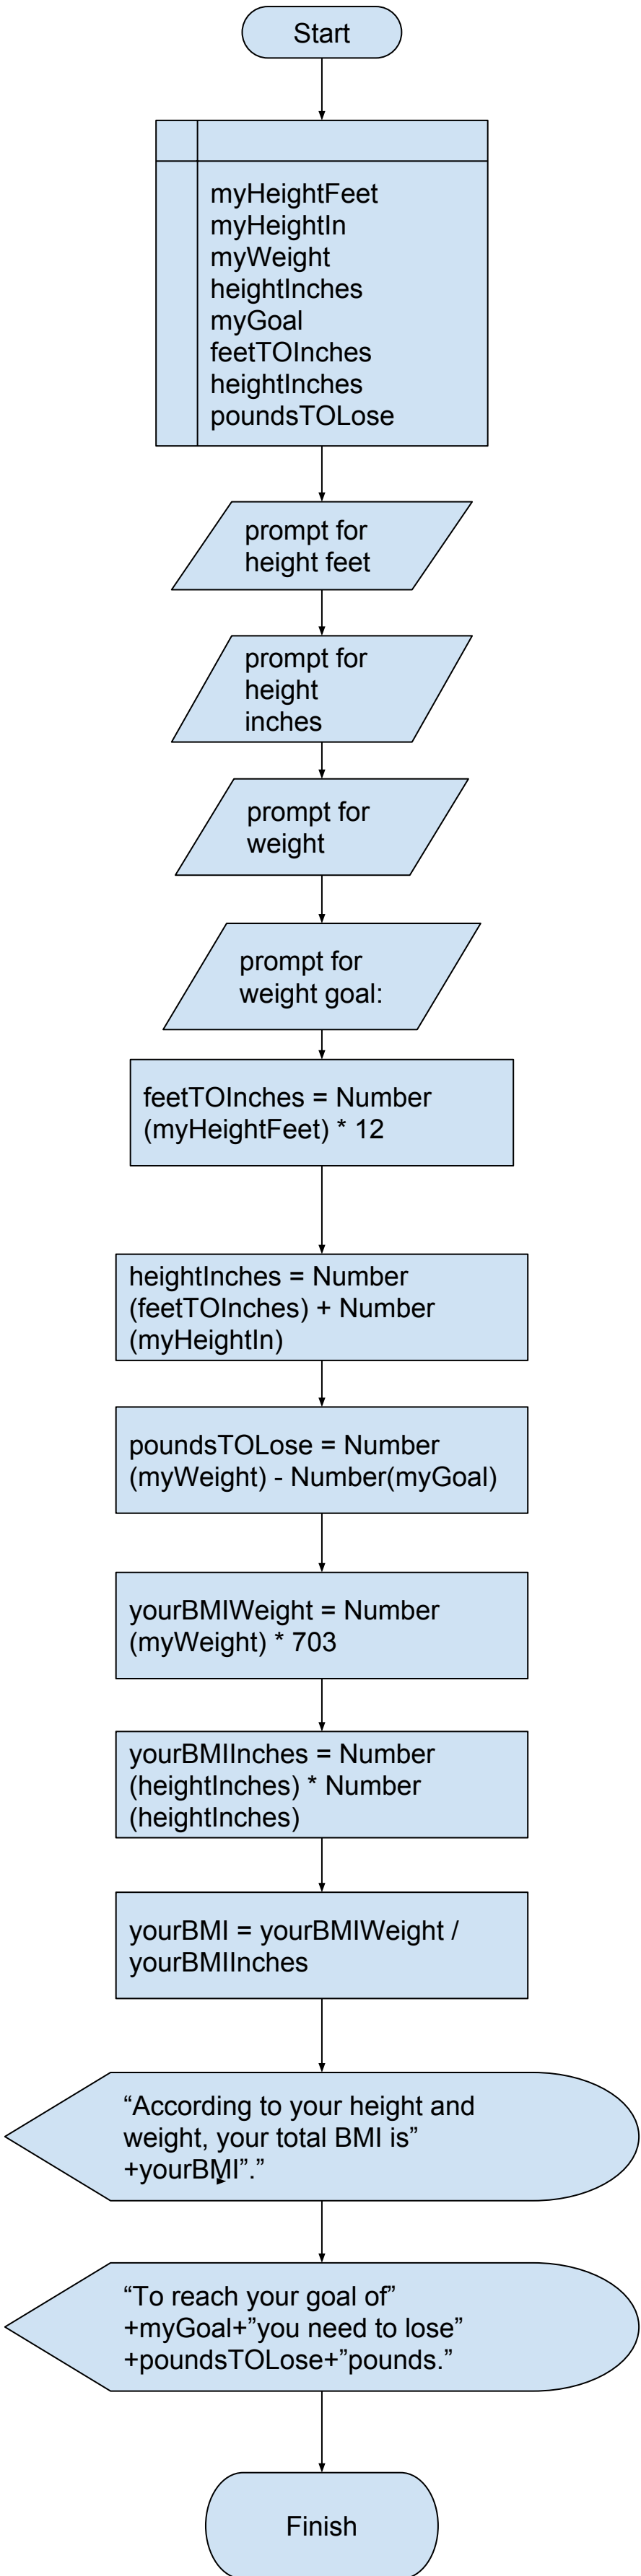 Start
myHeightFeet
myHeightIn
myWeight
heightInches
myGoal
feetTOInches
heightInches
poundsTOLose
prompt for
height feet
prompt for
height
inches
prompt for
weight
prompt for
weight goal:
feetTOInches = Number
(myHeightFeet) * 12
heightInches = Number
(feetTOInches) + Number
(myHeightIn)
poundsTOLose = Number
(myWeight) - Number(myGoal)
yourBMIWeight = Number
(myWeight) * 703
yourBMIInches = Number
(heightInches) * Number
(heightInches)
yourBMI = yourBMIWeight /
yourBMIInches
“According to your height and
weight, your total BMI is”
+yourBMI”.”
“To reach your goal of”
+myGoal+”you need to lose”
+poundsTOLose+”pounds.”
Finish